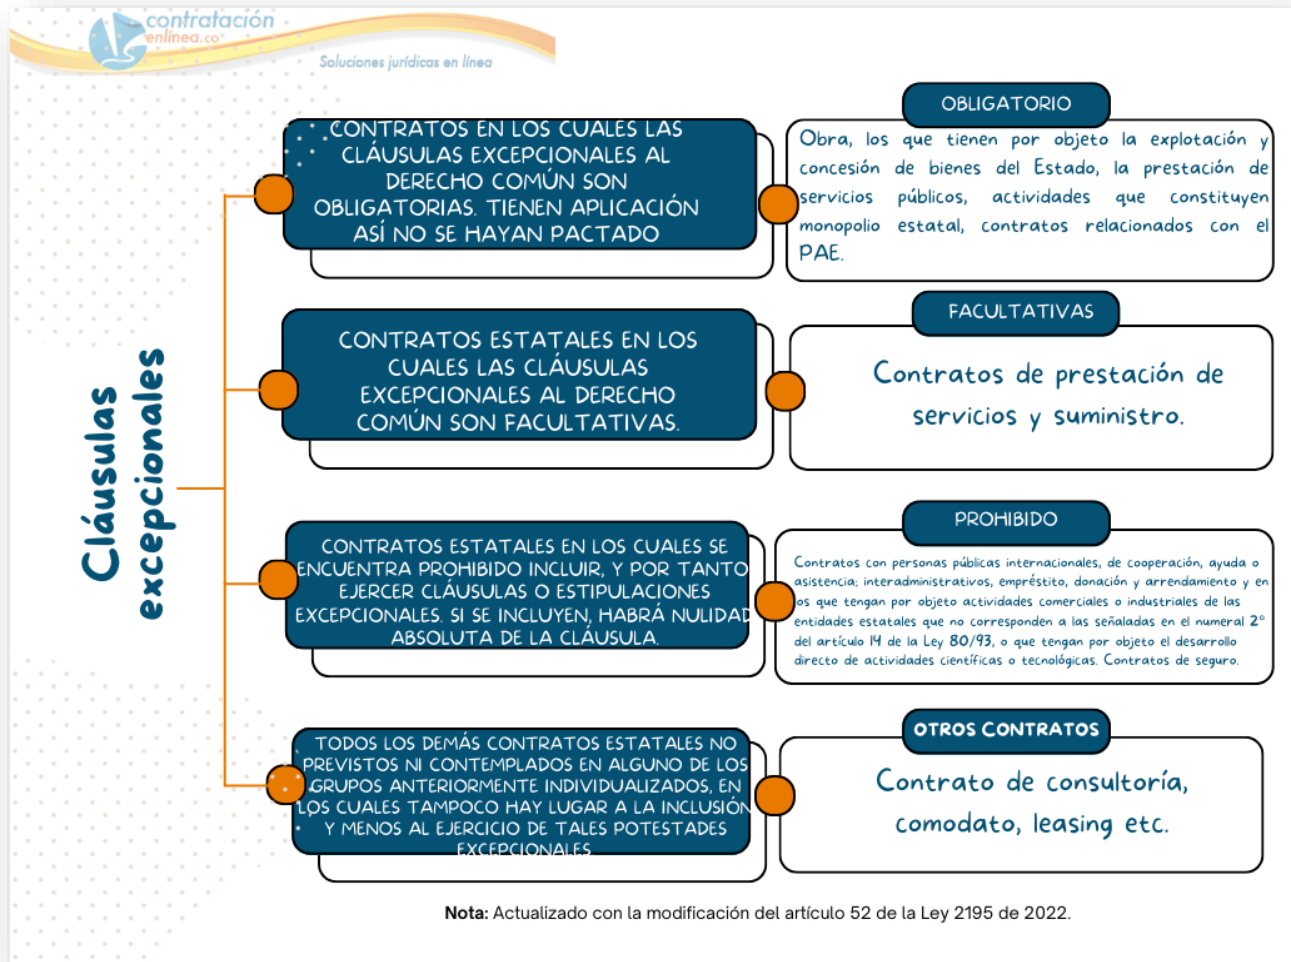 contratación
enlínea.co
Soluciones jurídicas en línea
Cláusulas
excepcionales
CONTRATOS EN LOS CUALES LAS
CLÁUSULAS EXCEPCIONALES AL
DERECHO COMÚN SON
OBLIGATORIAS. TIENEN APLICACIÓN
ASÍ NO SE HAYAN PACTADO
OBLIGATORIO
Obra, los que tienen por objeto la explotación y
concesión de bienes del Estado, la prestación de
servicios públicos, actividades que constituyen
monopolio estatal, contratos relacionados con el
PAE.
CONTRATOS ESTATALES EN LOS
CUALES LAS CLÁUSULAS
EXCEPCIONALES AL DERECHO
COMÚN SON FACULTATIVAS.
FACULTATIVAS
Contratos de prestación de
servicios y suministro.
CONTRATOS ESTATALES EN LOS CUALES SE
ENCUENTRA PROHIBIDO INCLUIR, Y POR TANTO
EJERCER CLÁUSULAS O ESTIPULACIONES
EXCEPCIONALES. SI SE INCLUYEN, HABRÁ NULIDAD
ABSOLUTA DE LA CLÁUSULA.
PROHIBIDO
Contratos con personas públicas internacionales, de cooperación, ayuda o
asistencia; interadministrativos, empréstito, donación y arrendamiento y en
los que tengan por objeto actividades comerciales o industriales de las
entidades estatales que no corresponden a las señaladas en el numeral 2°
del artículo 14 de la Ley 80/93, o que tengan por objeto el desarrollo
directo de actividades científicas o tecnológicas. Contratos de seguro.
TODOS LOS DEMÁS CONTRATOS ESTATALES NO
PREVISTOS NI CONTEMPLADOS EN ALGUNO DE LOS
GRUPOS ANTERIORMENTE INDIVIDUALIZADOS, EN
LOS CUALES TAMPOCO HAY LUGAR A LA INCLUSIÓN
Y MENOS AL EJERCICIO DE TALES POTESTADES
EXCEPCIONALES
OTROS CONTRATOS
Contrato de consultoría,
comodato, leasing etc.
Nota: Actualizado con la modificación del artículo 52 de la Ley 2195 de 2022.